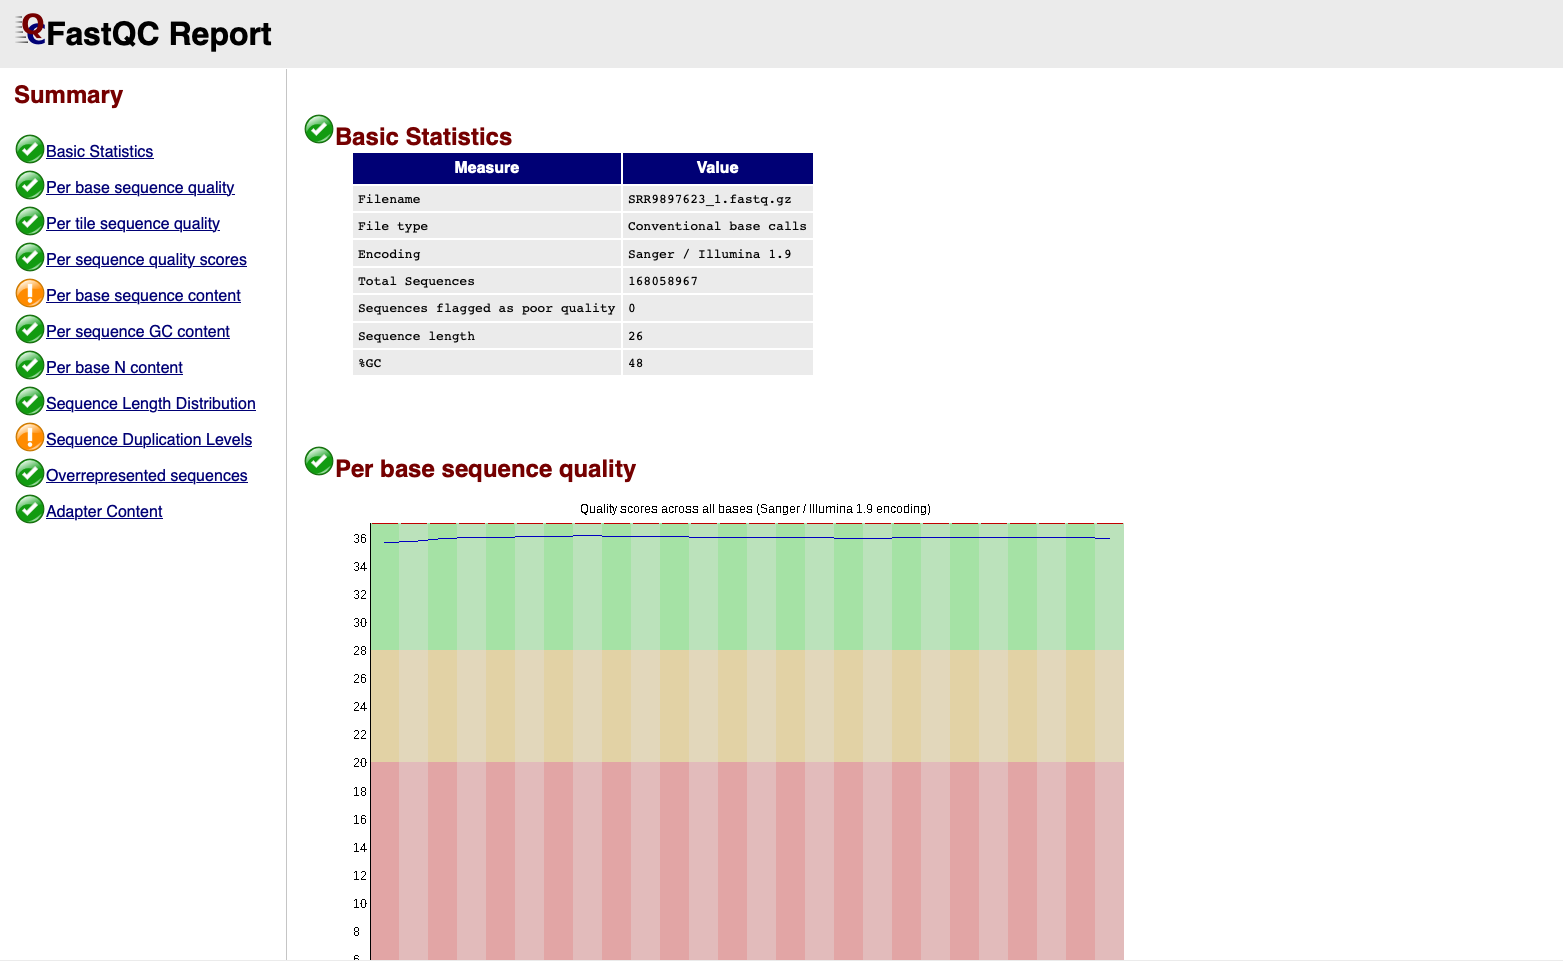 FastQC Report
Summary
Basic Statistics
Per base sequence quality
Per tile sequence quality
Per sequence quality scores
Per base sequence content
Per sequence GC content
Per base N content
Sequence Length Distribution
Sequence Duplication Levels
Overrepresented sequences
Adapter Content
Basic Statistics
Measure Value
Filename SRR9897623_1.fastq.gz
File type Conventional base calls
Encoding Sanger / Illumina 1.9
Total Sequences 168058967
Sequences flagged as poor quality 0
Sequence length 26
%GC 48
Per base sequence quality
Quality scores across all bases (Sanger / Illumina 1.9 encoding)
36
34
32
30
28
26
24
22
20
18
16
14
12
10
8
6